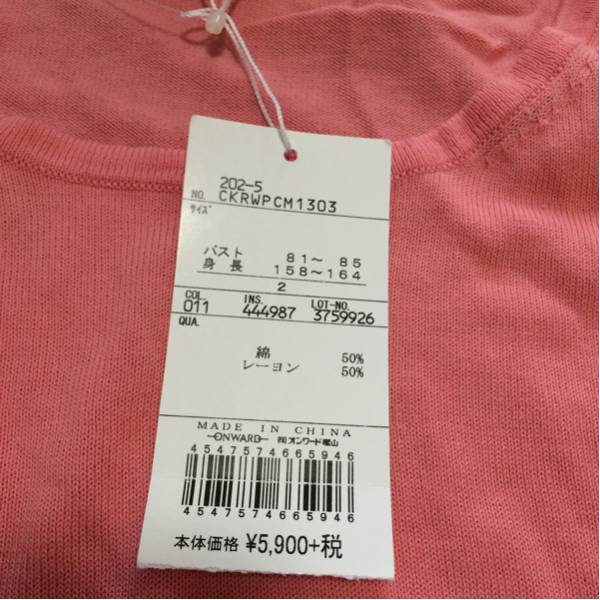 202-5
NO. CKRWPCM1303
サイズ
バスト 81～ 85
身長 158～164
2
COL. INS. LOT-NO.
011 444987 3759926
QUA.
綿 50%
レーヨン 50%
MADE IN CHINA
ONWARD ㈱オンワード樫山
4547574665946
4547574665946
本体価格 ¥5,900+税